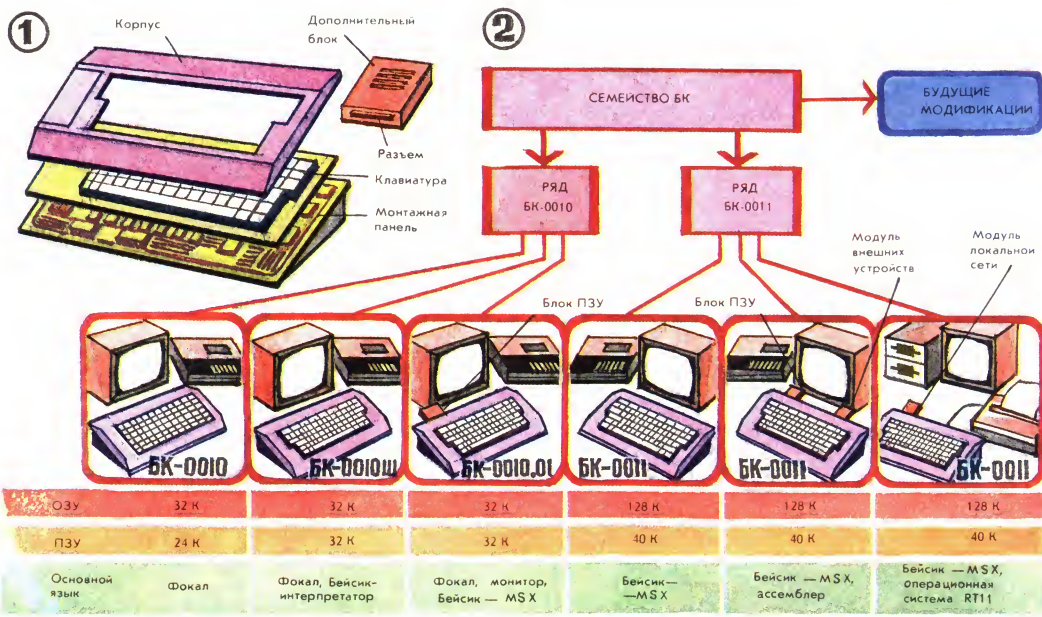 1
Корпус
Дополнительный
блок
Разъем
Клавиатура
Монтажная
панель
2
СЕМЕЙСТВО БК
БУДУЩИЕ
МОДИФИКАЦИИ
РЯД
БК-0010
РЯД
БК-0011
Модуль
внешних
устройств
Модуль
локальной
сети
Блок ПЗУ
Блок ПЗУ
БК-0010
БК-0010Ш
БК-0010.01
БК-0011
БК-0011
БК-0011
ОЗУ 32 К 32 К 32 К 128 К 128 К 128 К
ПЗУ 24 К 32 К 32 К 40 К 40 К 40 К
Основной
язык
Фокал
Фокал, Бейсик-
интерпретатор
Фокал, монитор,
Бейсик — MSX
Бейсик—
—MSX
Бейсик — MSX,
ассемблер
Бейсик — MSX,
операционная
система RT11